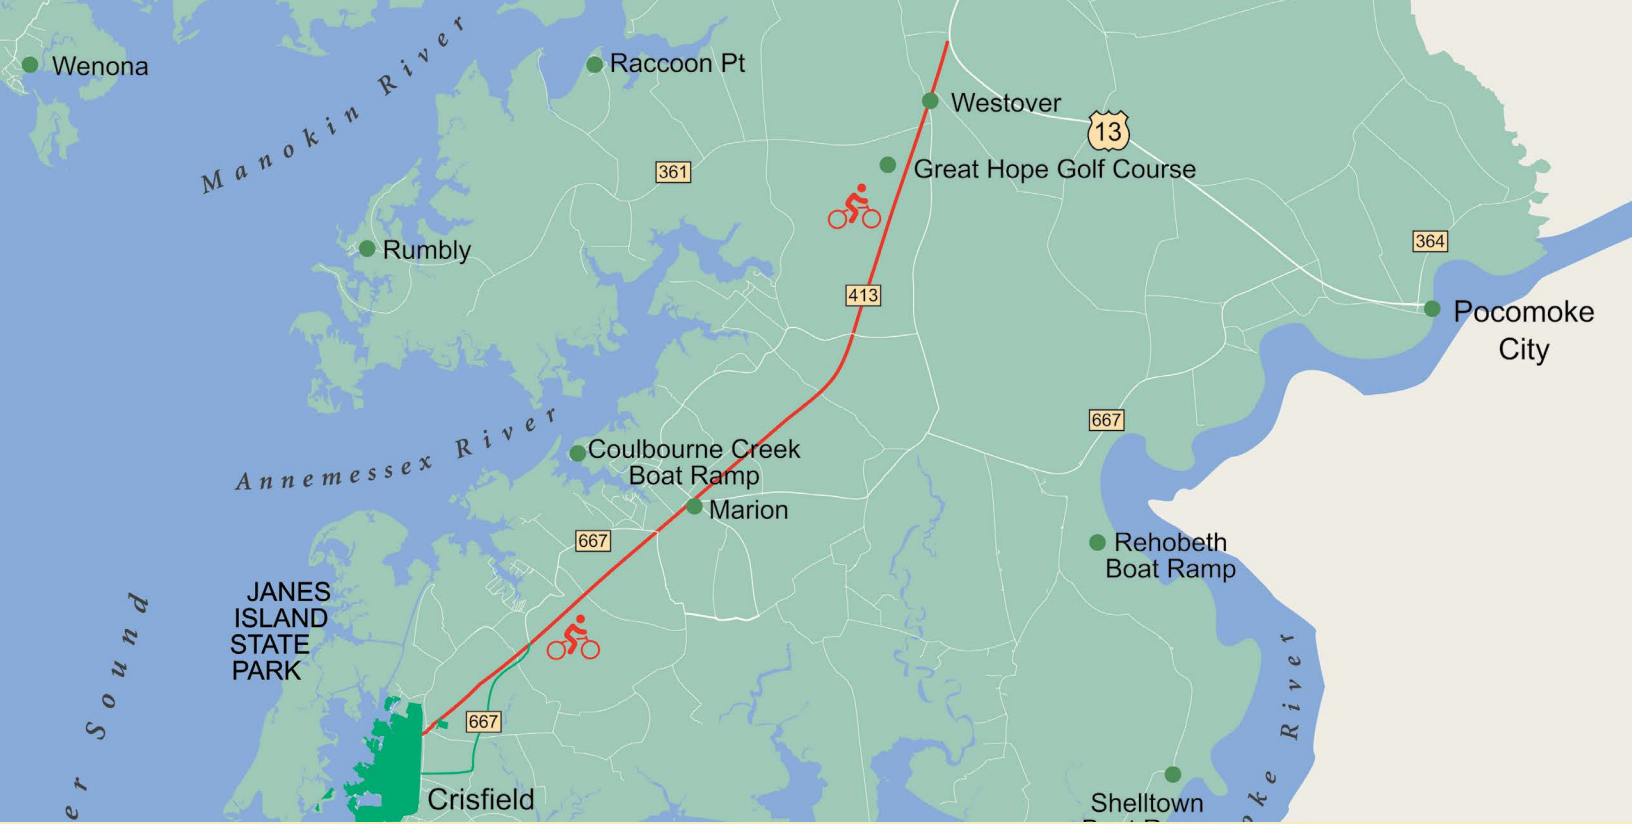 Wenona
Manokin River
Raccoon Pt
Westover
13
Great Hope Golf Course
361
364
Rumbly
413
Pocomoke
City
Annemessex River
667
Coulbourne Creek
Boat Ramp
Marion
667
Rehobeth
Boat Ramp
JANES
ISLAND
STATE
PARK
Sound
River
667
Crisfield
Shelltown